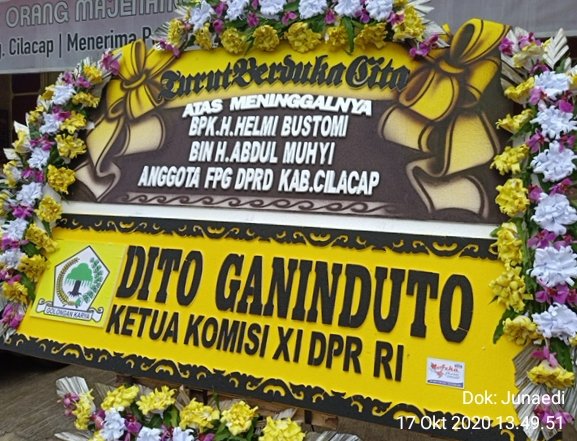 ORANG MAJENANG
g. Cilacap | Menerima P
Turut Berduka Cita
ATAS MENINGGALNYA
BPK.H.HELMI BUSTOMI
BIN H.ABDUL MUHYI
ANGGOTA FPG DPRD KAB.CILACAP
GOLONGAN KARYA
DITO GANINDUTO
KETUA KOMISI XI DPR RI
Dok: Junaedi
17 Okt 2020 13.49.51